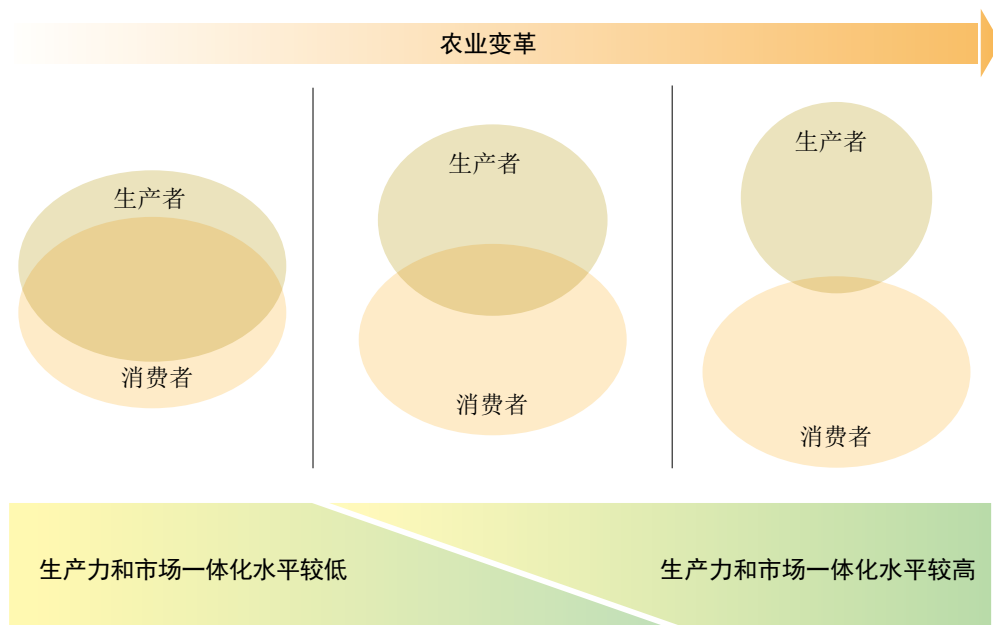 农业变革
生产者
消费者
生产者
消费者
生产者
消费者
生产力和市场一体化水平较低
生产力和市场一体化水平较高